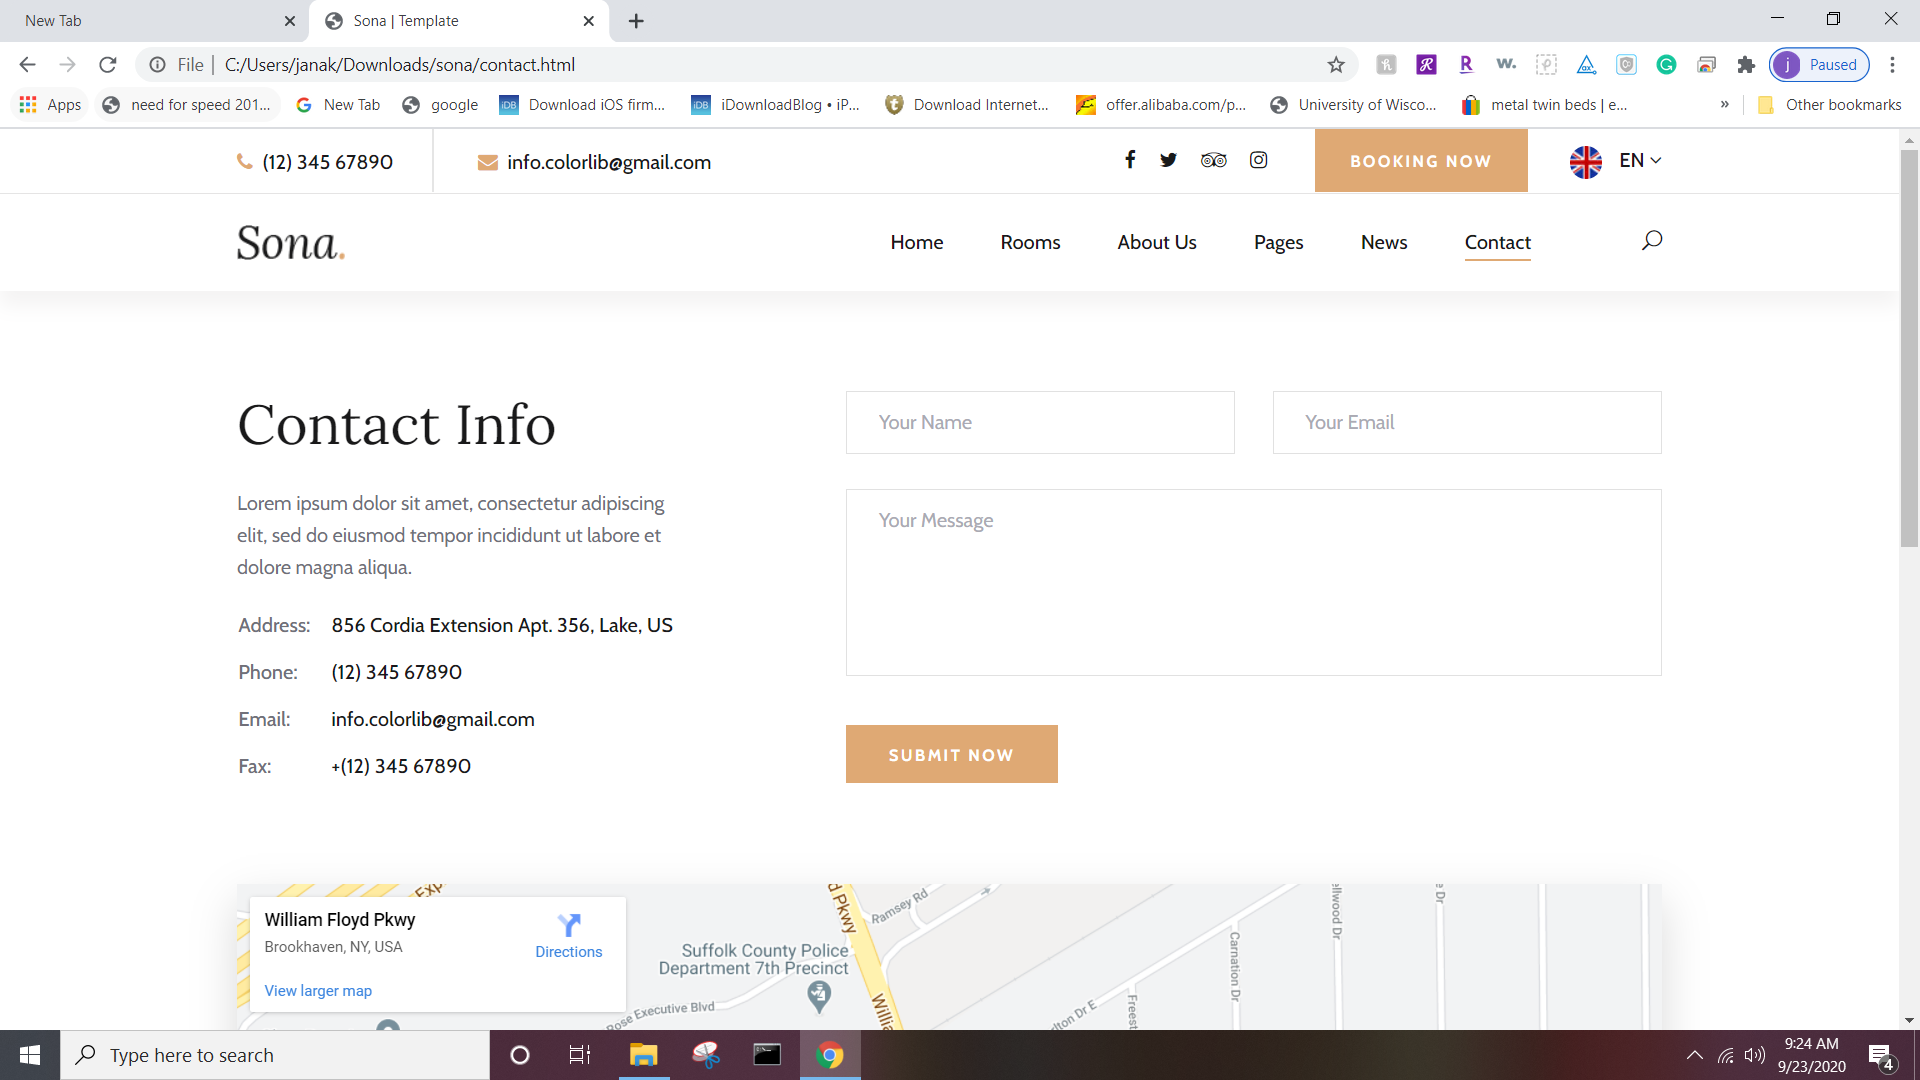 New Tab
Sona | Template
File | C:/Users/janak/Downloads/sona/contact.html
Paused
Apps
need for speed 201...
New Tab
google
Download iOS firm...
iDownloadBlog • iP...
Download Internet...
offer.alibaba.com/p...
University of Wisco...
metal twin beds | e...
»
Other bookmarks
(12) 345 67890
info.colorlib@gmail.com
BOOKING NOW
EN
Sona.
Home
Rooms
About Us
Pages
News
Contact
Contact Info
Lorem ipsum dolor sit amet, consectetur adipiscing
elit, sed do eiusmod tempor incididunt ut labore et
dolore magna aliqua.
Address: 856 Cordia Extension Apt. 356, Lake, US
Phone: (12) 345 67890
Email: info.colorlib@gmail.com
Fax: +(12) 345 67890
Your Name
Your Email
Your Message
SUBMIT NOW
William Floyd Pkwy
Brookhaven, NY, USA
Directions
View larger map
Suffolk County Police
Department 7th Precinct
Ramsey Rd
Carnation Dr
Rose Executive Blvd
Type here to search
9:24 AM
9/23/2020
4